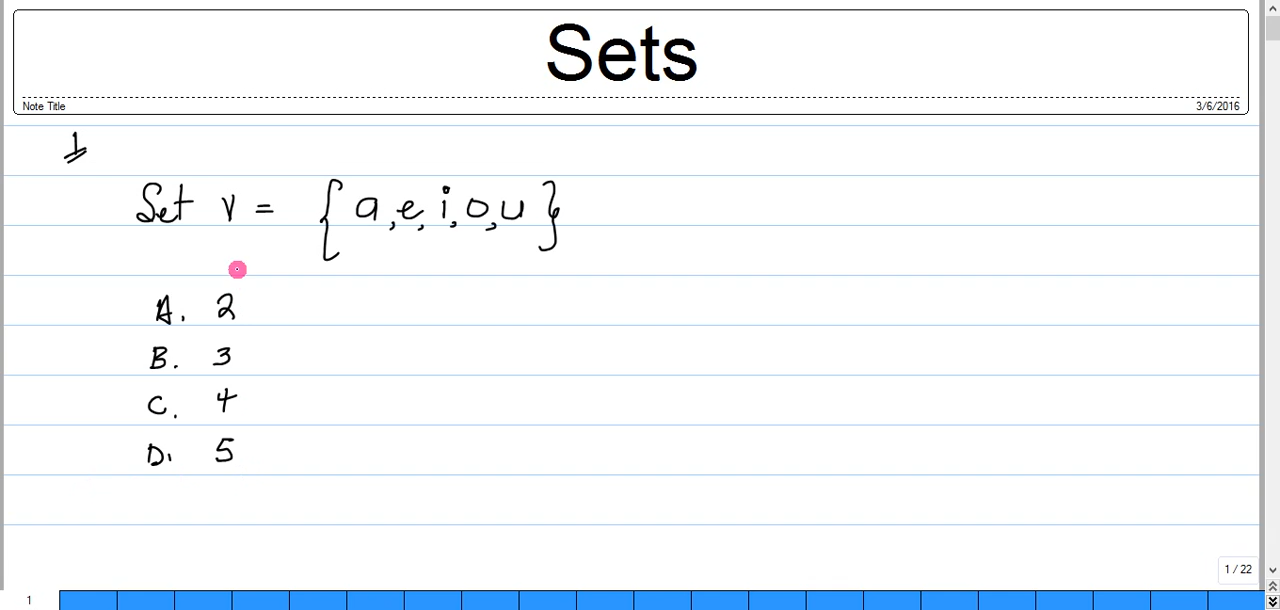 Sets
Note Title 3/6/2016
1
Set V = { a, e, i, o, u }
A. 2
B. 3
C. 4
D. 5
1 / 22
1